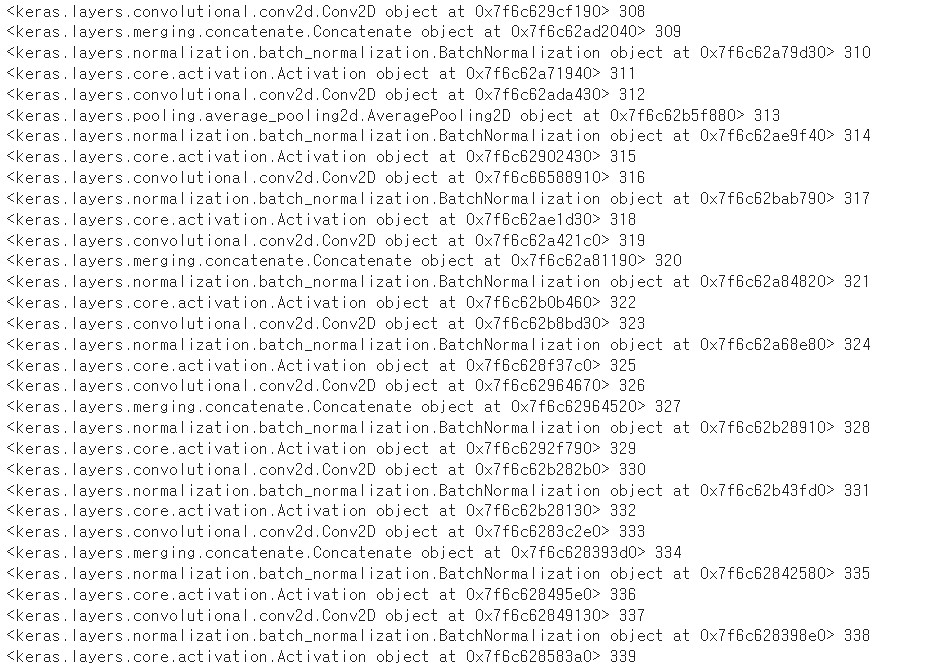 <keras.layers.convolutional.conv2d.Conv2D object at 0x7f6c629cf190> 308
<keras.layers.merging.concatenate.Concatenate object at 0x7f6c62ad2040> 309
<keras.layers.normalization.batch_normalization.BatchNormalization object at 0x7f6c62a79d30> 310
<keras.layers.core.activation.Activation object at 0x7f6c62a71940> 311
<keras.layers.convolutional.conv2d.Conv2D object at 0x7f6c62ada430> 312
<keras.layers.pooling.average_pooling2d.AveragePooling2D object at 0x7f6c62b5f880> 313
<keras.layers.normalization.batch_normalization.BatchNormalization object at 0x7f6c62ae9f40> 314
<keras.layers.core.activation.Activation object at 0x7f6c62902430> 315
<keras.layers.convolutional.conv2d.Conv2D object at 0x7f6c66588910> 316
<keras.layers.normalization.batch_normalization.BatchNormalization object at 0x7f6c62bab790> 317
<keras.layers.core.activation.Activation object at 0x7f6c62ae1d30> 318
<keras.layers.convolutional.conv2d.Conv2D object at 0x7f6c62a421c0> 319
<keras.layers.merging.concatenate.Concatenate object at 0x7f6c62a81190> 320
<keras.layers.normalization.batch_normalization.BatchNormalization object at 0x7f6c62a84820> 321
<keras.layers.core.activation.Activation object at 0x7f6c62b0b460> 322
<keras.layers.convolutional.conv2d.Conv2D object at 0x7f6c62b8bd30> 323
<keras.layers.normalization.batch_normalization.BatchNormalization object at 0x7f6c62a68e80> 324
<keras.layers.core.activation.Activation object at 0x7f6c628f37c0> 325
<keras.layers.convolutional.conv2d.Conv2D object at 0x7f6c62964670> 326
<keras.layers.merging.concatenate.Concatenate object at 0x7f6c62964520> 327
<keras.layers.normalization.batch_normalization.BatchNormalization object at 0x7f6c62b28910> 328
<keras.layers.core.activation.Activation object at 0x7f6c6292f790> 329
<keras.layers.convolutional.conv2d.Conv2D object at 0x7f6c62b282b0> 330
<keras.layers.normalization.batch_normalization.BatchNormalization object at 0x7f6c62b43fd0> 331
<keras.layers.core.activation.Activation object at 0x7f6c62b28130> 332
<keras.layers.convolutional.conv2d.Conv2D object at 0x7f6c6283c2e0> 333
<keras.layers.merging.concatenate.Concatenate object at 0x7f6c628393d0> 334
<keras.layers.normalization.batch_normalization.BatchNormalization object at 0x7f6c62842580> 335
<keras.layers.core.activation.Activation object at 0x7f6c628495e0> 336
<keras.layers.convolutional.conv2d.Conv2D object at 0x7f6c62849130> 337
<keras.layers.normalization.batch_normalization.BatchNormalization object at 0x7f6c628398e0> 338
<keras.layers.core.activation.Activation object at 0x7f6c628583a0> 339